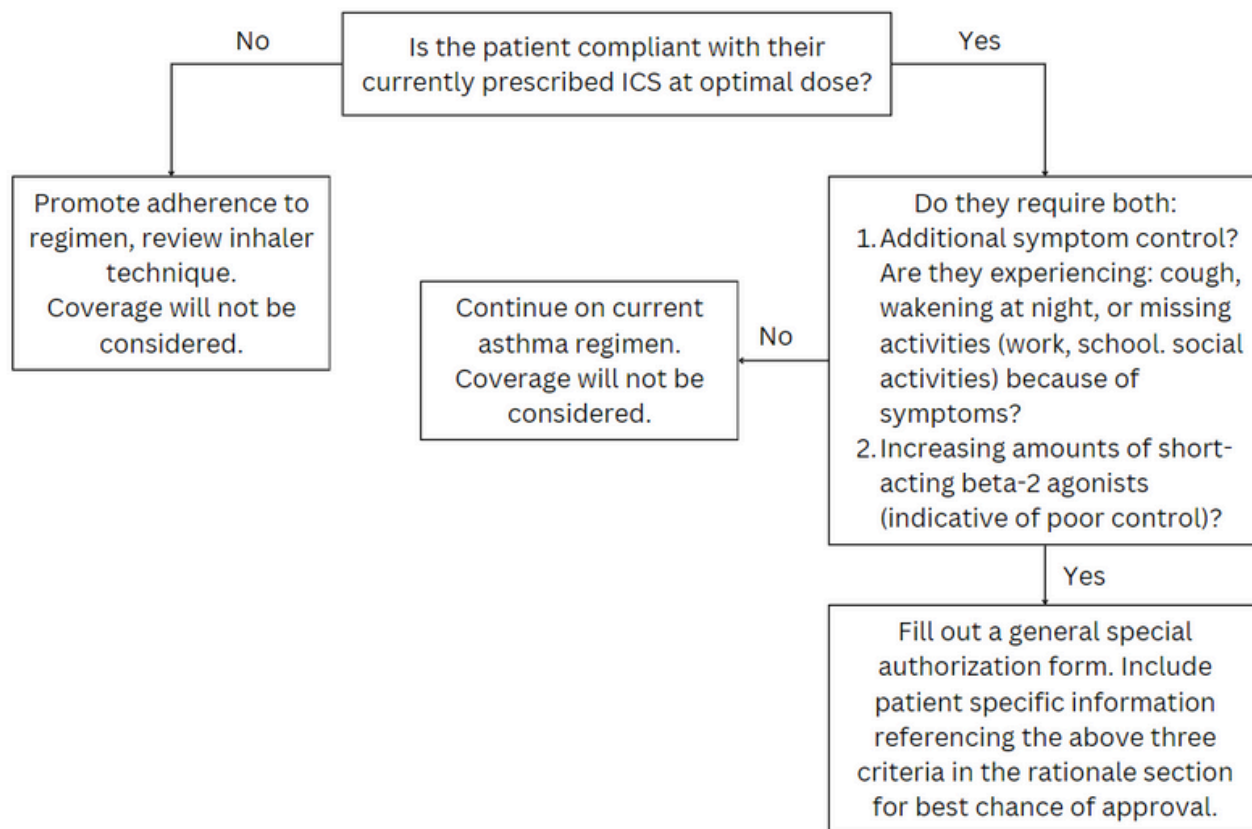 No
Is the patient compliant with their
currently prescribed ICS at optimal dose?
Yes
Promote adherence to
regimen, review inhaler
technique.
Coverage will not be
considered.
Continue on current
asthma regimen.
Coverage will not be
considered.
No
Do they require both:
1. Additional symptom control?
Are they experiencing: cough,
wakening at night, or missing
activities (work, school. social
activities) because of
symptoms?
2. Increasing amounts of short-
acting beta-2 agonists
(indicative of poor control)?
Yes
Fill out a general special
authorization form. Include
patient specific information
referencing the above three
criteria in the rationale section
for best chance of approval.